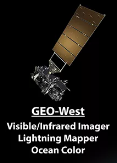 GEO-West
Visible/Infrared Imager
Lightning Mapper
Ocean Color